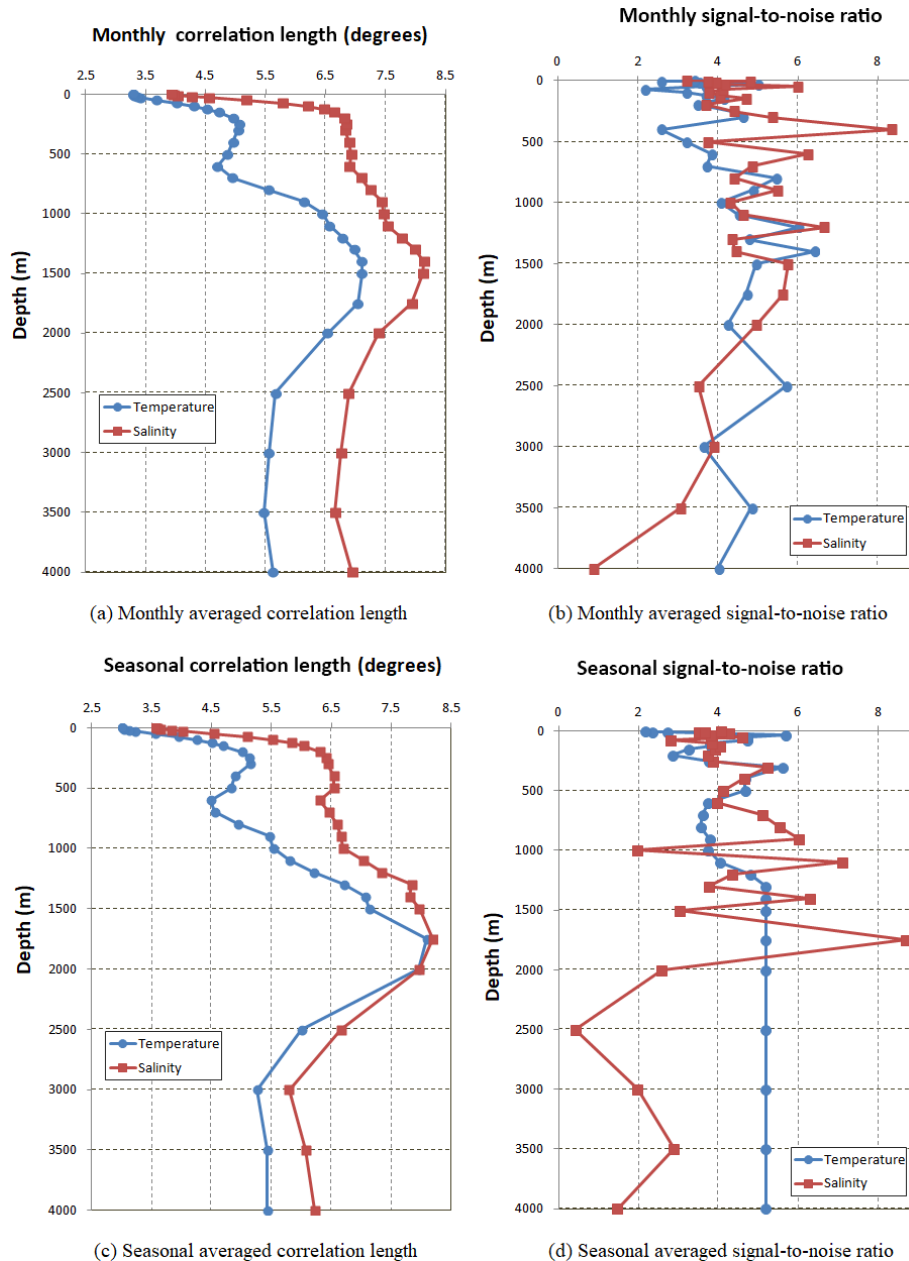 Monthly correlation length (degrees)
2.5 3.5 4.5 5.5 6.5 7.5 8.5
0
500
1000
1500
2000
2500
3000
3500
4000
Depth (m)
Temperature
Salinity
(a) Monthly averaged correlation length
Monthly signal-to-noise ratio
0 2 4 6 8
0
500
1000
1500
2000
2500
3000
3500
4000
Depth (m)
Temperature
Salinity
(b) Monthly averaged signal-to-noise ratio
Seasonal correlation length (degrees)
2.5 3.5 4.5 5.5 6.5 7.5 8.5
0
500
1000
1500
2000
2500
3000
3500
4000
Depth (m)
Temperature
Salinity
(c) Seasonal averaged correlation length
Seasonal signal-to-noise ratio
0 2 4 6 8
0
500
1000
1500
2000
2500
3000
3500
4000
Depth (m)
Temperature
Salinity
(d) Seasonal averaged signal-to-noise ratio